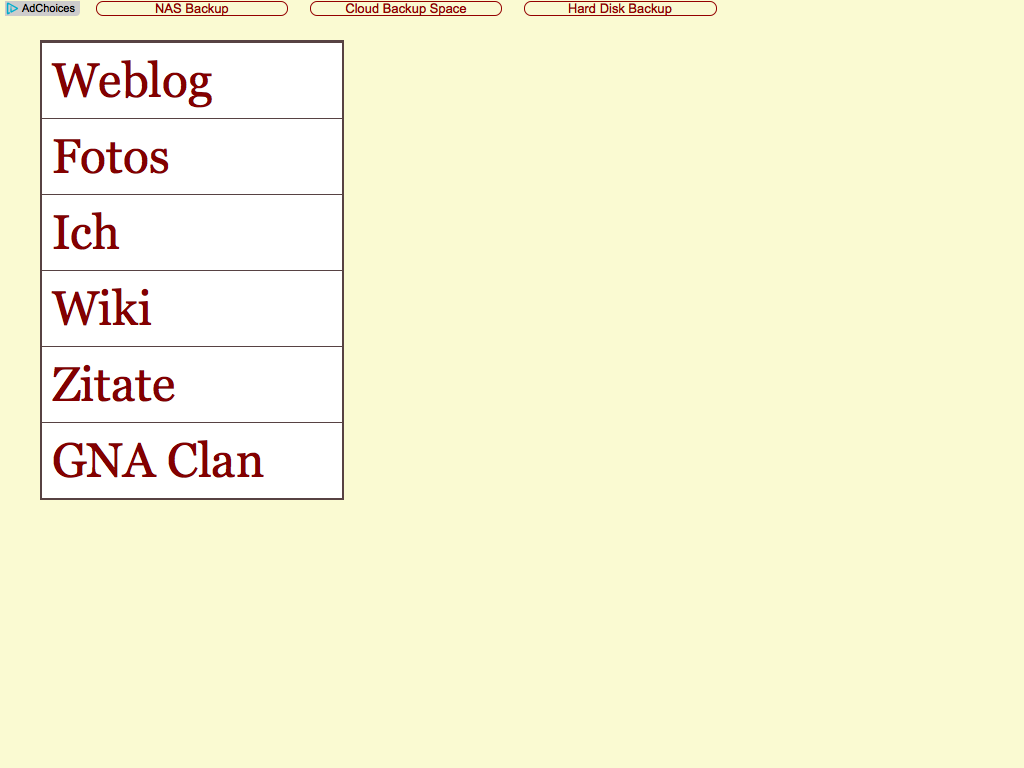 AdChoices NAS Backup Cloud Backup Space Hard Disk Backup
Weblog
Fotos
Ich
Wiki
Zitate
GNA Clan